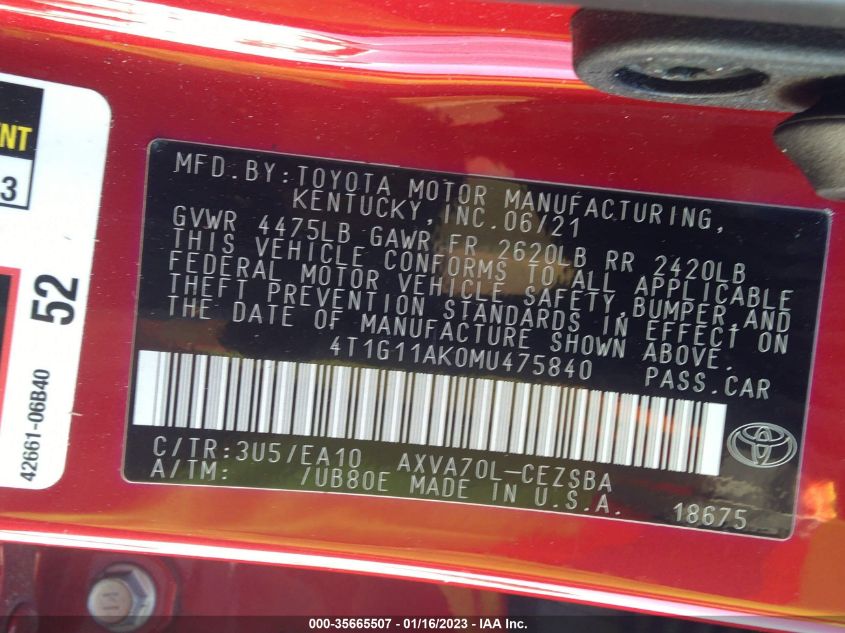 NT
3
52
42661-06B40
MFD. BY: TOYOTA MOTOR MANUFACTURING,
KENTUCKY, INC. 06/21
GVWR 4475LB GAWR FR 2620LB RR 2420LB
THIS VEHICLE CONFORMS TO ALL APPLICABLE
FEDERAL MOTOR VEHICLE SAFETY, BUMPER, AND
THEFT PREVENTION STANDARDS IN EFFECT ON
THE DATE OF MANUFACTURE SHOWN ABOVE.
4T1G11AK0MU475840 PASS. CAR
C/TR: 3U5/EA10 AXVA70L-CEZSBA
A/TM: /UB80E MADE IN U.S.A.
18675
000-35665507 - 01/16/2023 - IAA Inc.